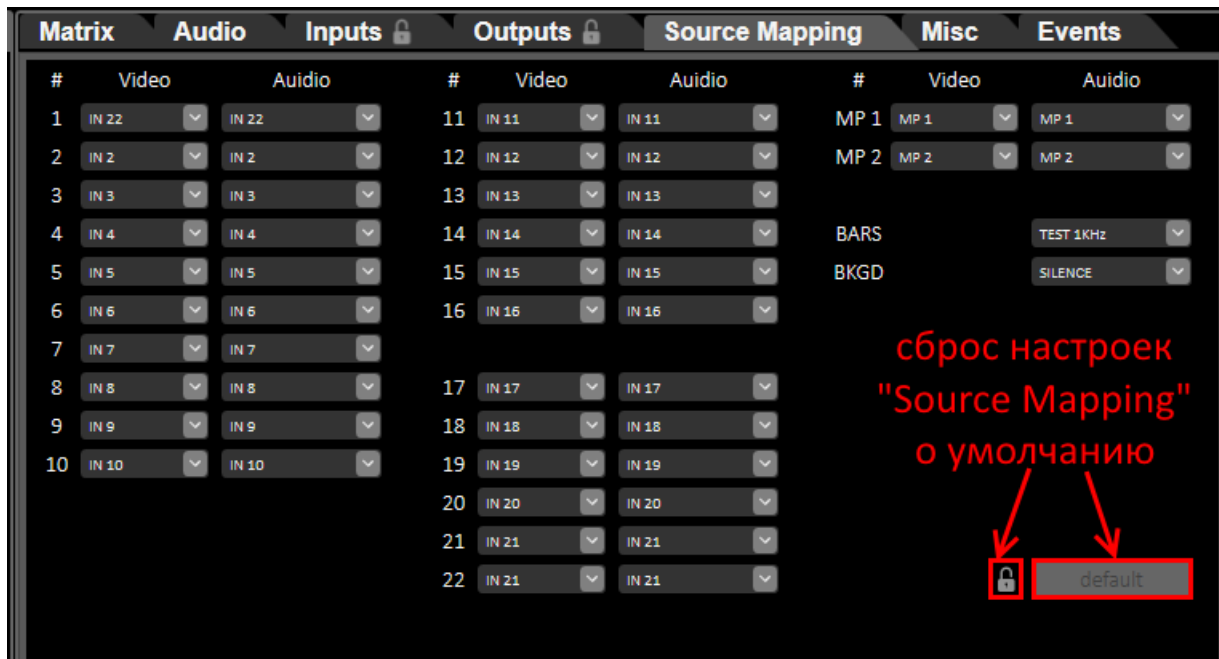 Matrix Audio Inputs Outputs Source Mapping Misc Events
# Video Auidio # Video Auidio # Video Auidio
1 IN 22 IN 22 11 IN 11 IN 11 MP 1 MP 1 MP 1
2 IN 2 IN 2 12 IN 12 IN 12 MP 2 MP 2 MP 2
3 IN 3 IN 3 13 IN 13 IN 13
4 IN 4 IN 4 14 IN 14 IN 14 BARS TEST 1KHz
5 IN 5 IN 5 15 IN 15 IN 15 BKGD SILENCE
6 IN 6 IN 6 16 IN 16 IN 16
7 IN 7 IN 7
8 IN 8 IN 8 17 IN 17 IN 17
9 IN 9 IN 9 18 IN 18 IN 18
10 IN 10 IN 10 19 IN 19 IN 19
20 IN 20 IN 20
21 IN 21 IN 21
22 IN 21 IN 21
сброс настроек
"Source Mapping"
о умолчанию
default